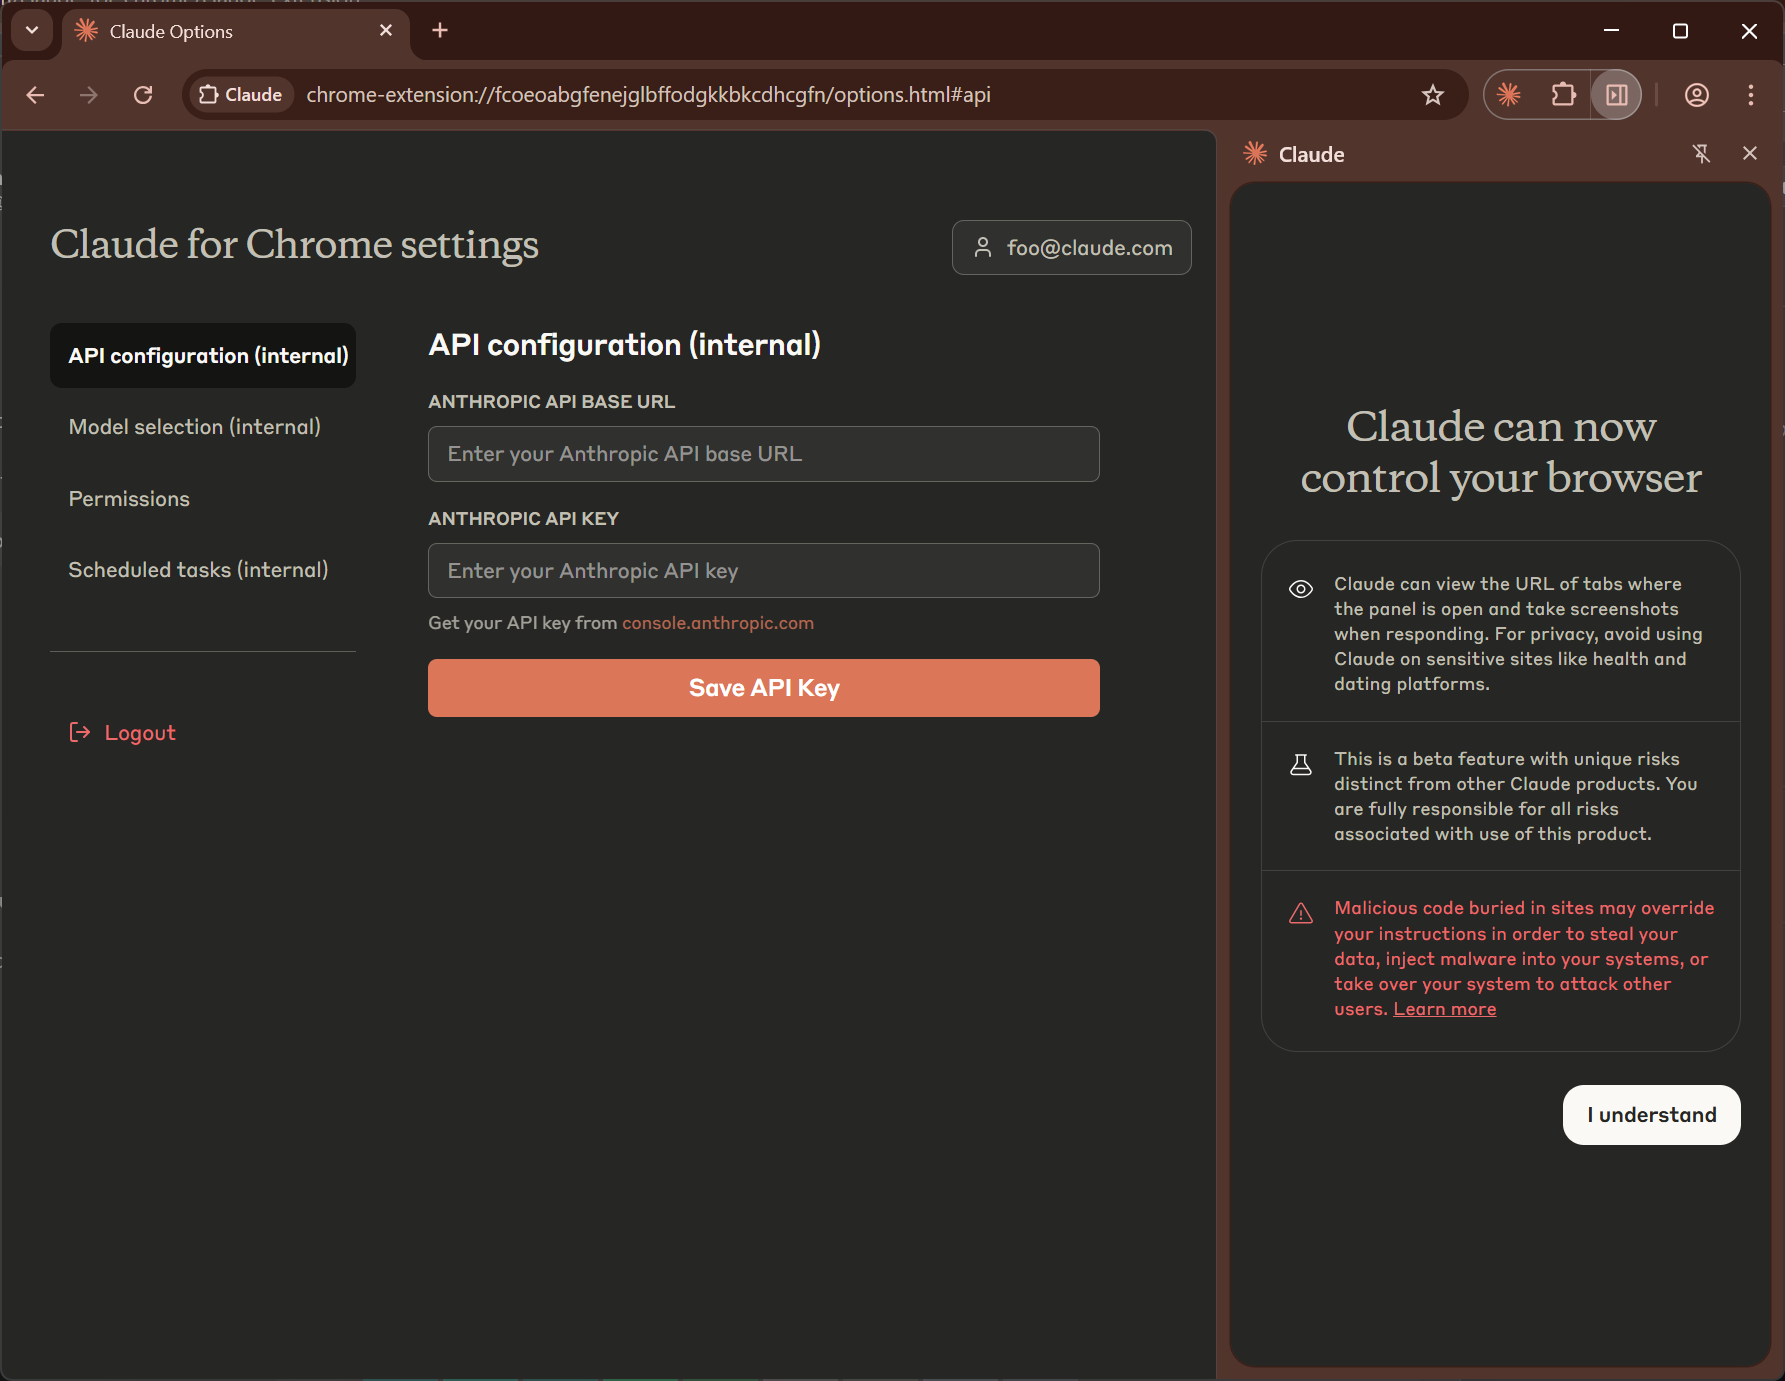 Claude Options
Claude
chrome-extension://fcoeoabgfenejglbffodgkkbkcdhcgfn/options.html#api
Claude for Chrome settings
foo@claude.com
API configuration (internal)
Model selection (internal)
Permissions
Scheduled tasks (internal)
Logout
API configuration (internal)
ANTHROPIC API BASE URL
Enter your Anthropic API base URL
ANTHROPIC API KEY
Enter your Anthropic API key
Get your API key from console.anthropic.com
Save API Key
Claude
Claude can now
control your browser
Claude can view the URL of tabs where
the panel is open and take screenshots
when responding. For privacy, avoid using
Claude on sensitive sites like health and
dating platforms.
This is a beta feature with unique risks
distinct from other Claude products. You
are fully responsible for all risks
associated with use of this product.
Malicious code buried in sites may override
your instructions in order to steal your
data, inject malware into your systems, or
take over your system to attack other
users. Learn more
I understand